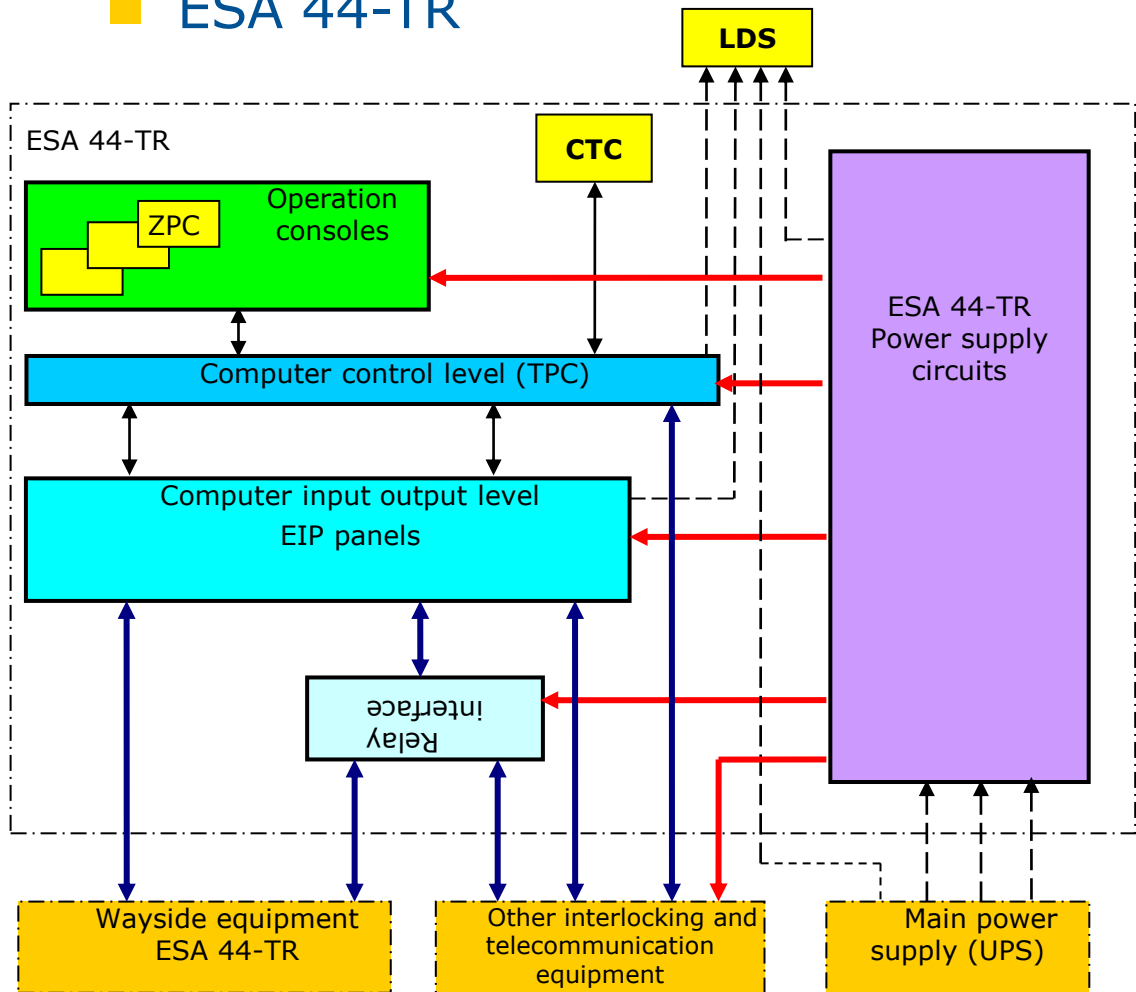 ESA 44-TR
LDS
ESA 44-TR
CTC
Operation
consoles
ZPC
ESA 44-TR
Power supply
circuits
Computer control level (TPC)
Computer input output level
EIP panels
Relay
interface
Wayside equipment
ESA 44-TR
Other interlocking and
telecommunication
equipment
Main power
supply (UPS)